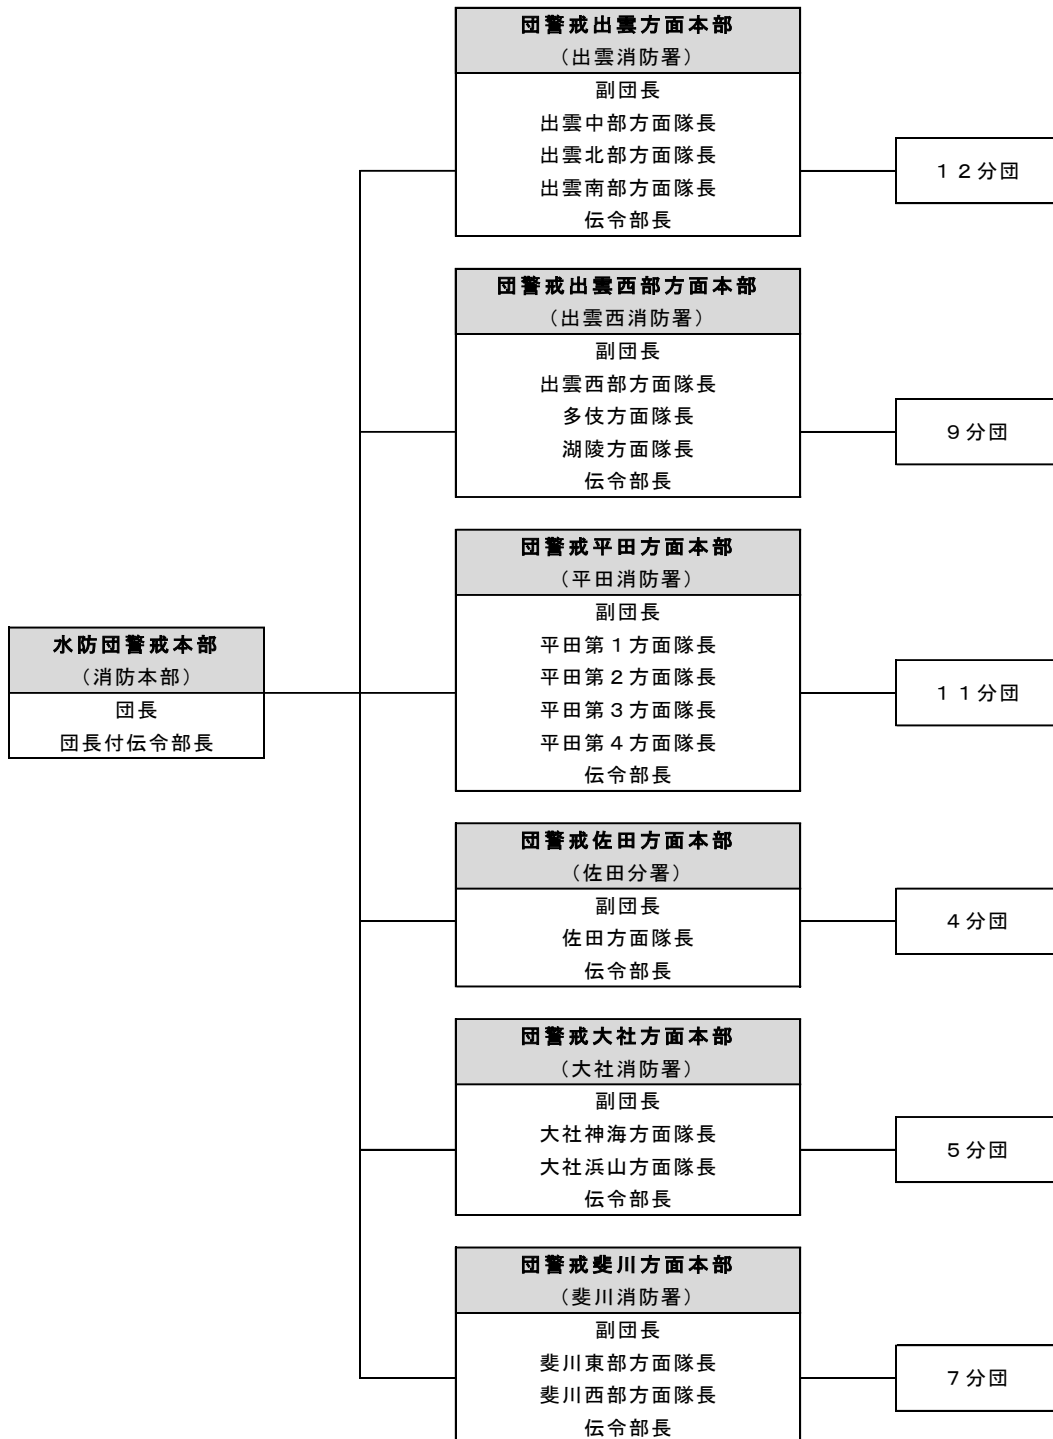 団警戒出雲方面本部
（出雲消防署）
副団長
出雲中部方面隊長
出雲北部方面隊長
出雲南部方面隊長
伝令部長
１２分団
団警戒出雲西部方面本部
（出雲西消防署）
副団長
出雲西部方面隊長
多伎方面隊長
湖陵方面隊長
伝令部長
９分団
団警戒平田方面本部
（平田消防署）
副団長
平田第１方面隊長
平田第２方面隊長
平田第３方面隊長
平田第４方面隊長
伝令部長
１１分団
水防団警戒本部
（消防本部）
団長
団長付伝令部長
団警戒佐田方面本部
（佐田分署）
副団長
佐田方面隊長
伝令部長
４分団
団警戒大社方面本部
（大社消防署）
副団長
大社神海方面隊長
大社浜山方面隊長
伝令部長
５分団
団警戒斐川方面本部
（斐川消防署）
副団長
斐川東部方面隊長
斐川西部方面隊長
伝令部長
７分団